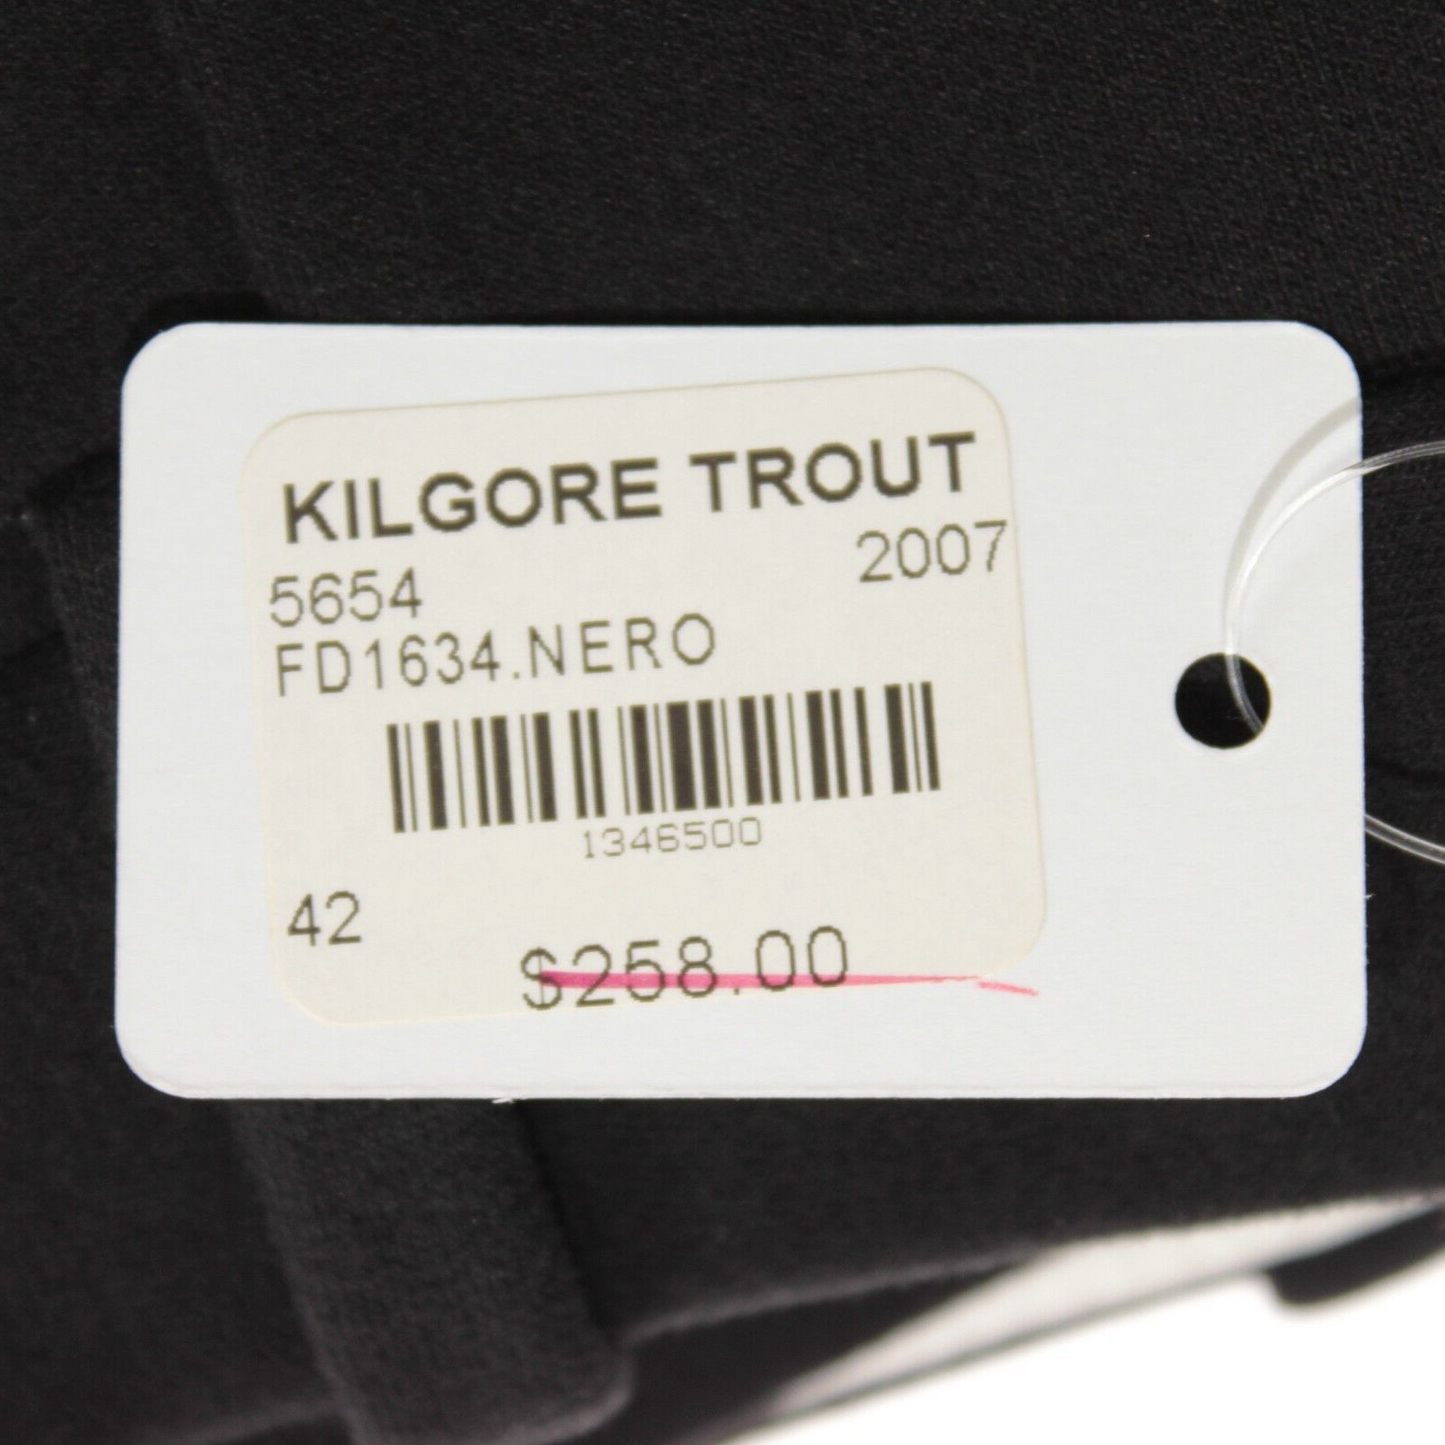 KILGORE TROUT
5654 2007
FD1634.NERO
1346500
42
$258.00